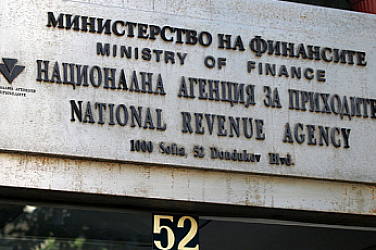 МИНИСТЕРСТВО НА ФИНАНСИТЕ
MINISTRY OF FINANCE
НАЦИОНАЛНА АГЕНЦИЯ ЗА ПРИХОДИТЕ
NATIONAL REVENUE AGENCY
1000 Sofia, 52 Dondukov Blvd.
52